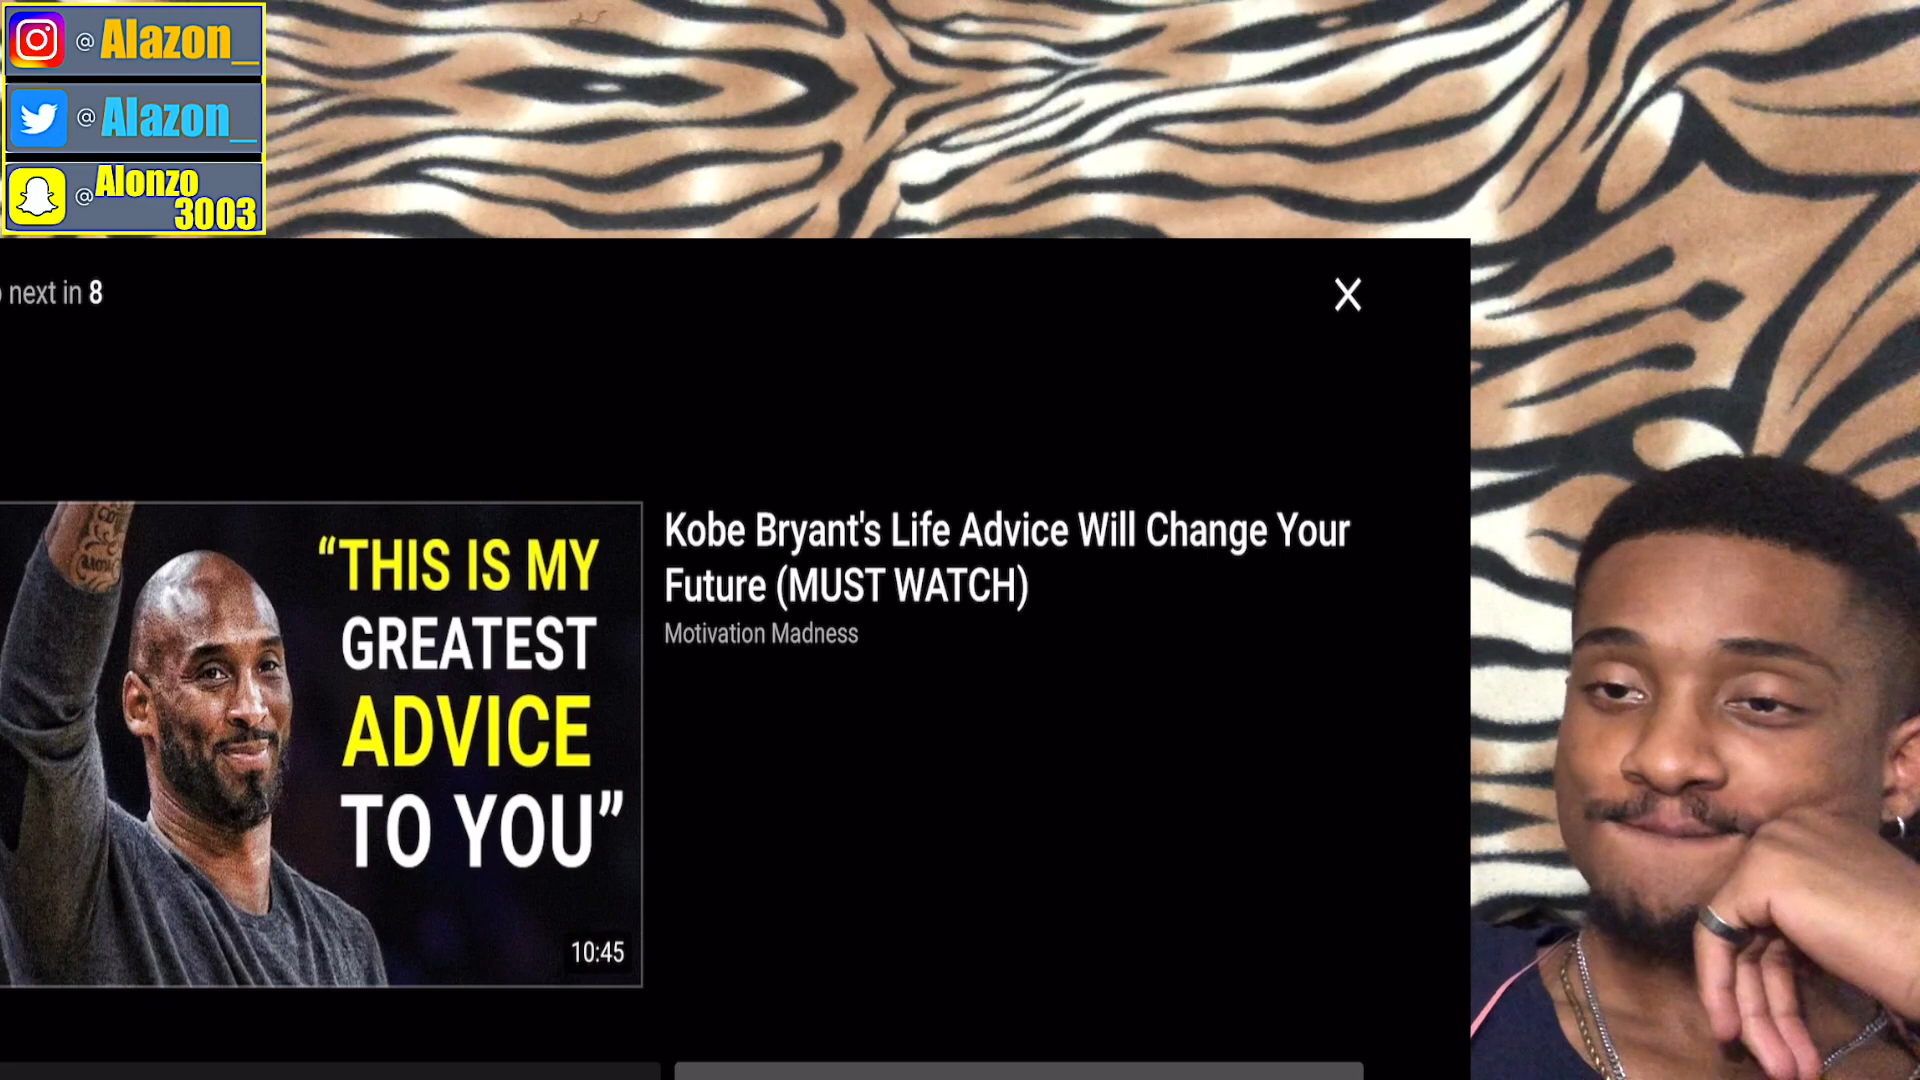 @ Alazon_
@ Alazon_
@Alonzo
3003
next in 8
Kobe Bryant's Life Advice Will Change Your
Future (MUST WATCH)
Motivation Madness
“THIS IS MY
GREATEST
ADVICE
TO YOU”
10:45